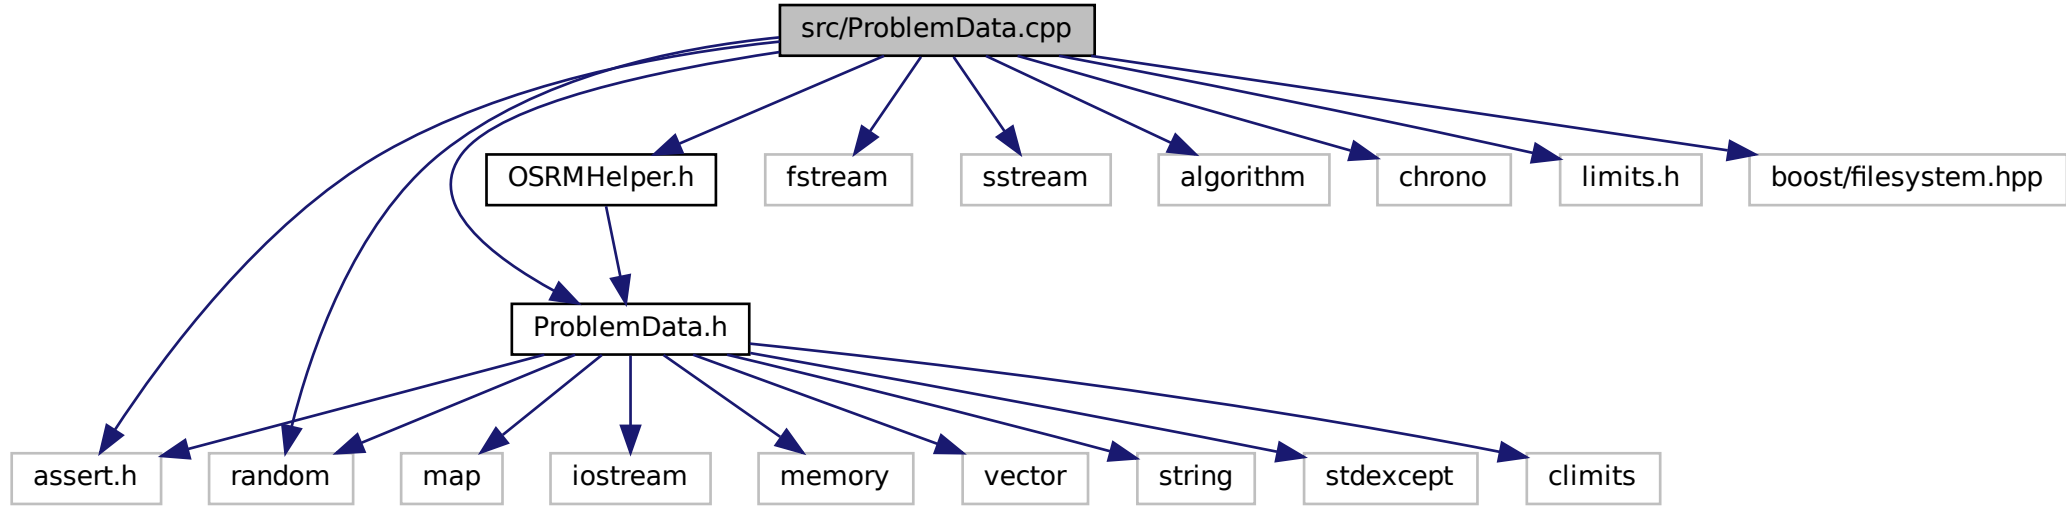 src/ProblemData.cpp
OSRMHelper.h
fstream
sstream
algorithm
chrono
limits.h
boost/filesystem.hpp
ProblemData.h
assert.h
random
map
iostream
memory
vector
string
stdexcept
climits